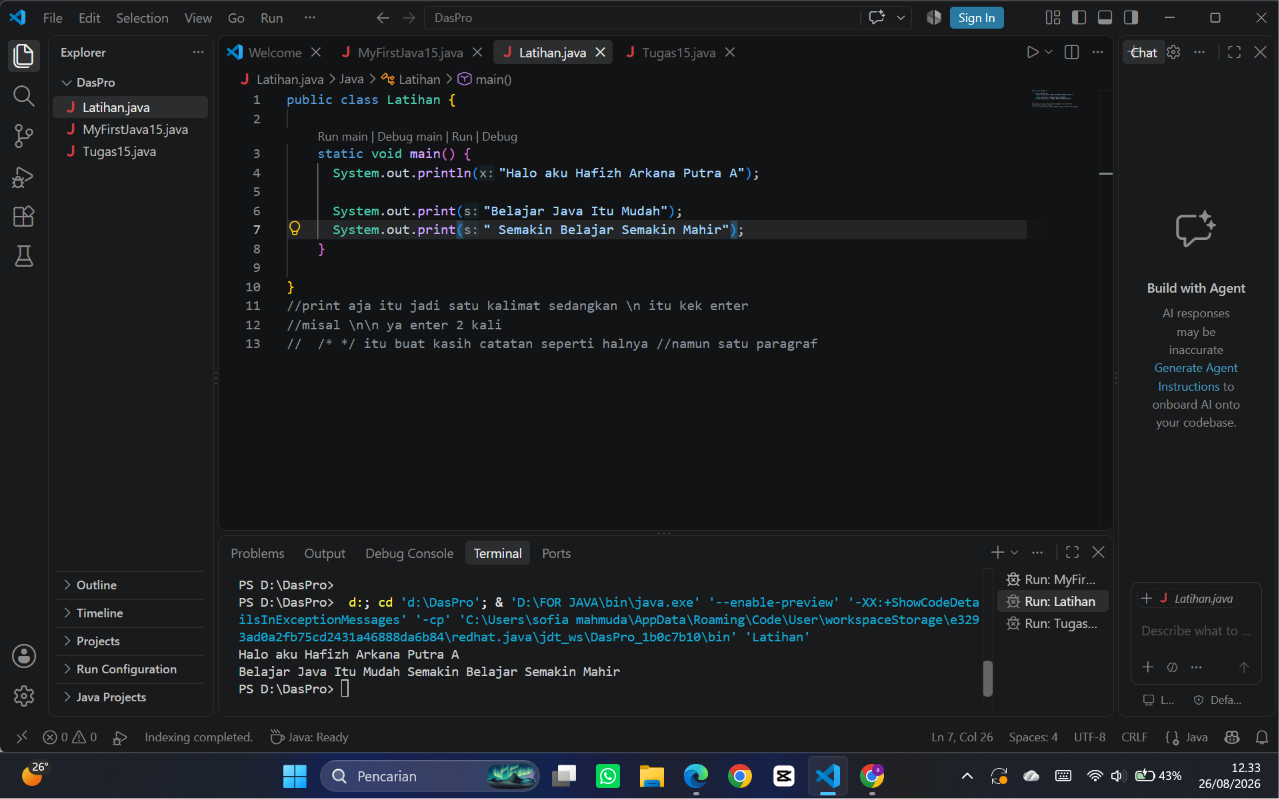 File Edit Selection View Go Run ··· DasPro Sign In
Explorer ···
DasPro
Latihan.java
MyFirstJava15.java
Tugas15.java
Outline
Timeline
Projects
Run Configuration
Java Projects
Welcome MyFirstJava15.java Latihan.java Tugas15.java
Latihan.java > Java > Latihan > main()
1 public class Latihan {
2
Run main | Debug main | Run | Debug
3 static void main() {
4 System.out.println(x: "Halo aku Hafizh Arkana Putra A");
5
6 System.out.print(s: "Belajar Java Itu Mudah");
7 System.out.print(s: " Semakin Belajar Semakin Mahir");
8 }
9
10 }
11 //print aja itu jadi satu kalimat sedangkan \n itu kek enter
12 //misal \n\n ya enter 2 kali
13 //  /* */ itu buat kasih catatan seperti halnya //namun satu paragraf
Problems Output Debug Console Terminal Ports
PS D:\DasPro>
PS D:\DasPro>  d:; cd 'd:\DasPro'; & 'D:\FOR JAVA\bin\java.exe' '--enable-preview' '-XX:+ShowCodeDeta
ilsInExceptionMessages' '-cp' 'C:\Users\sofia mahmuda\AppData\Roaming\Code\User\workspaceStorage\e329
3ad0a2fb75cd2431a46888da6b84\redhat.java\jdt_ws\DasPro_1b0c7b10\bin' 'Latihan'
Halo aku Hafizh Arkana Putra A
Belajar Java Itu Mudah Semakin Belajar Semakin Mahir
PS D:\DasPro>
Run: MyFir...
Run: Latihan
Run: Tugas...
Chat
Build with Agent
AI responses
may be
inaccurate
Generate Agent
Instructions to
onboard AI onto
your codebase.
Latihan.java
Describe what to ...
L... Defa...
0 0 Indexing completed. Java: Ready Ln 7, Col 26 Spaces: 4 UTF-8 CRLF Java
26° Pencarian 43% 12.33
26/08/2026